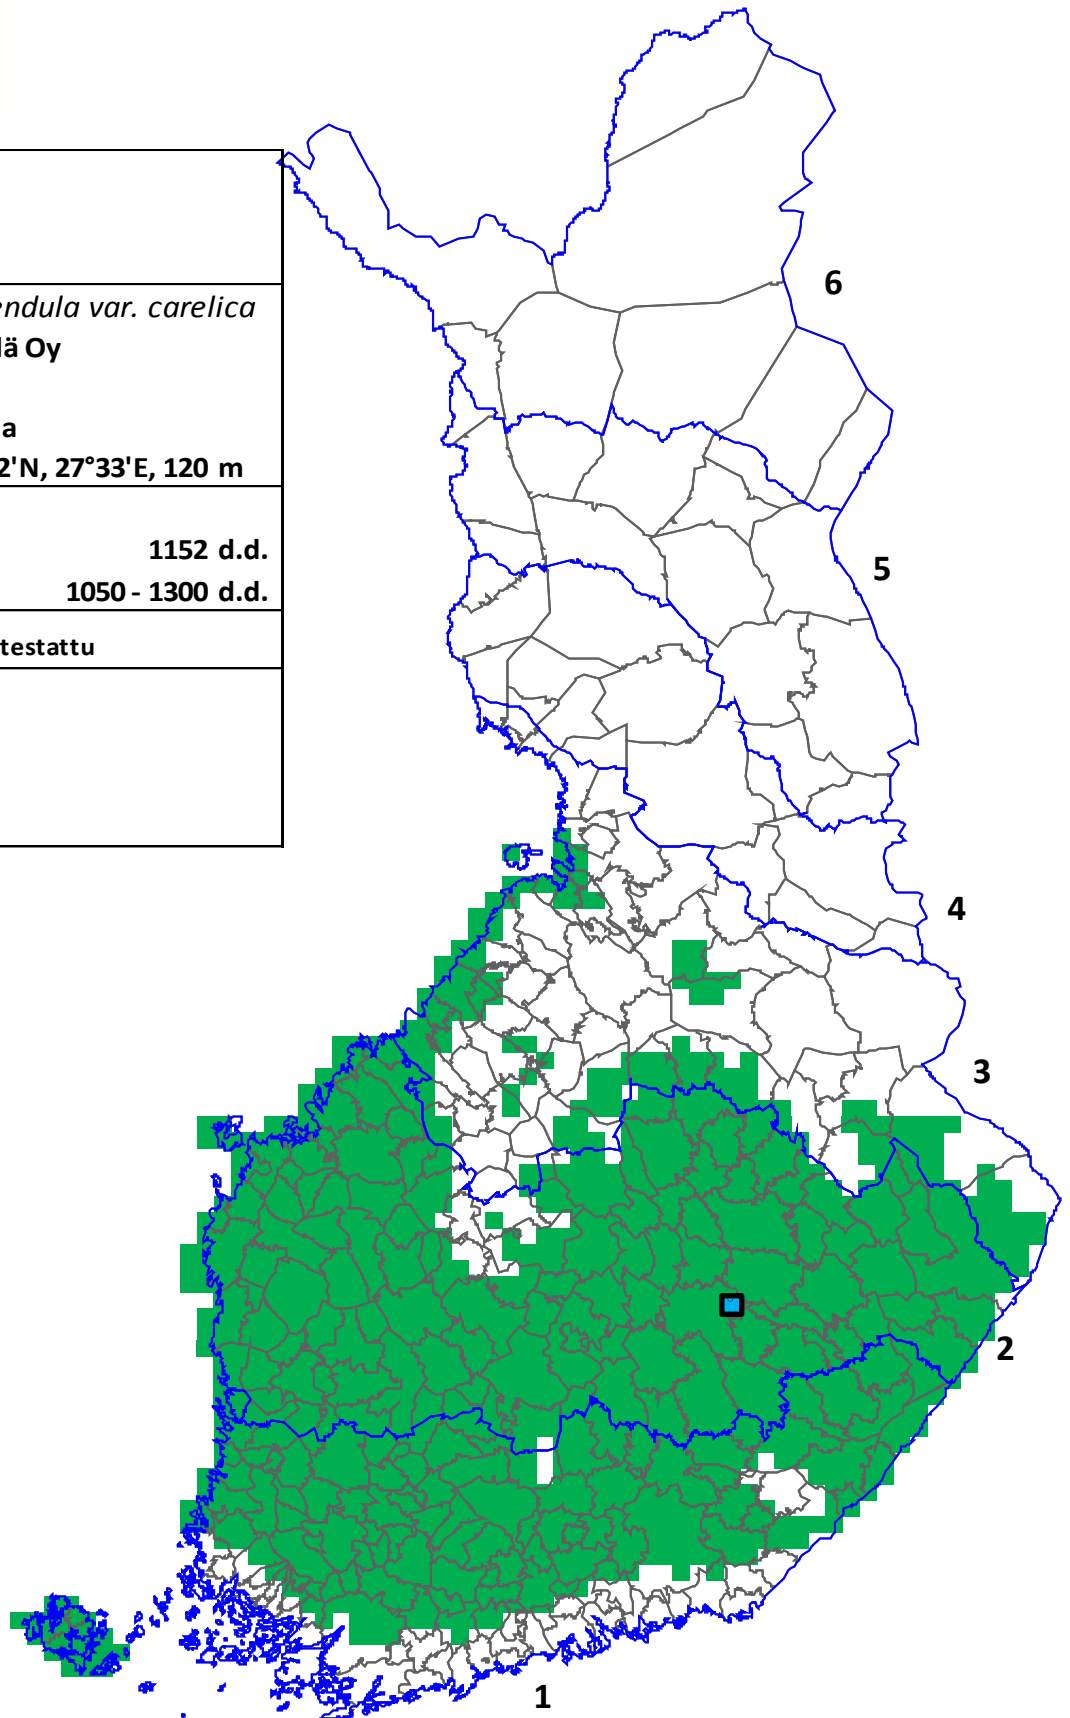 endula var. carelica
lä Oy
a
2'N, 27°33'E, 120 m
1152 d.d.
1050 - 1300 d.d.
testattu
6
5
4
3
2
1